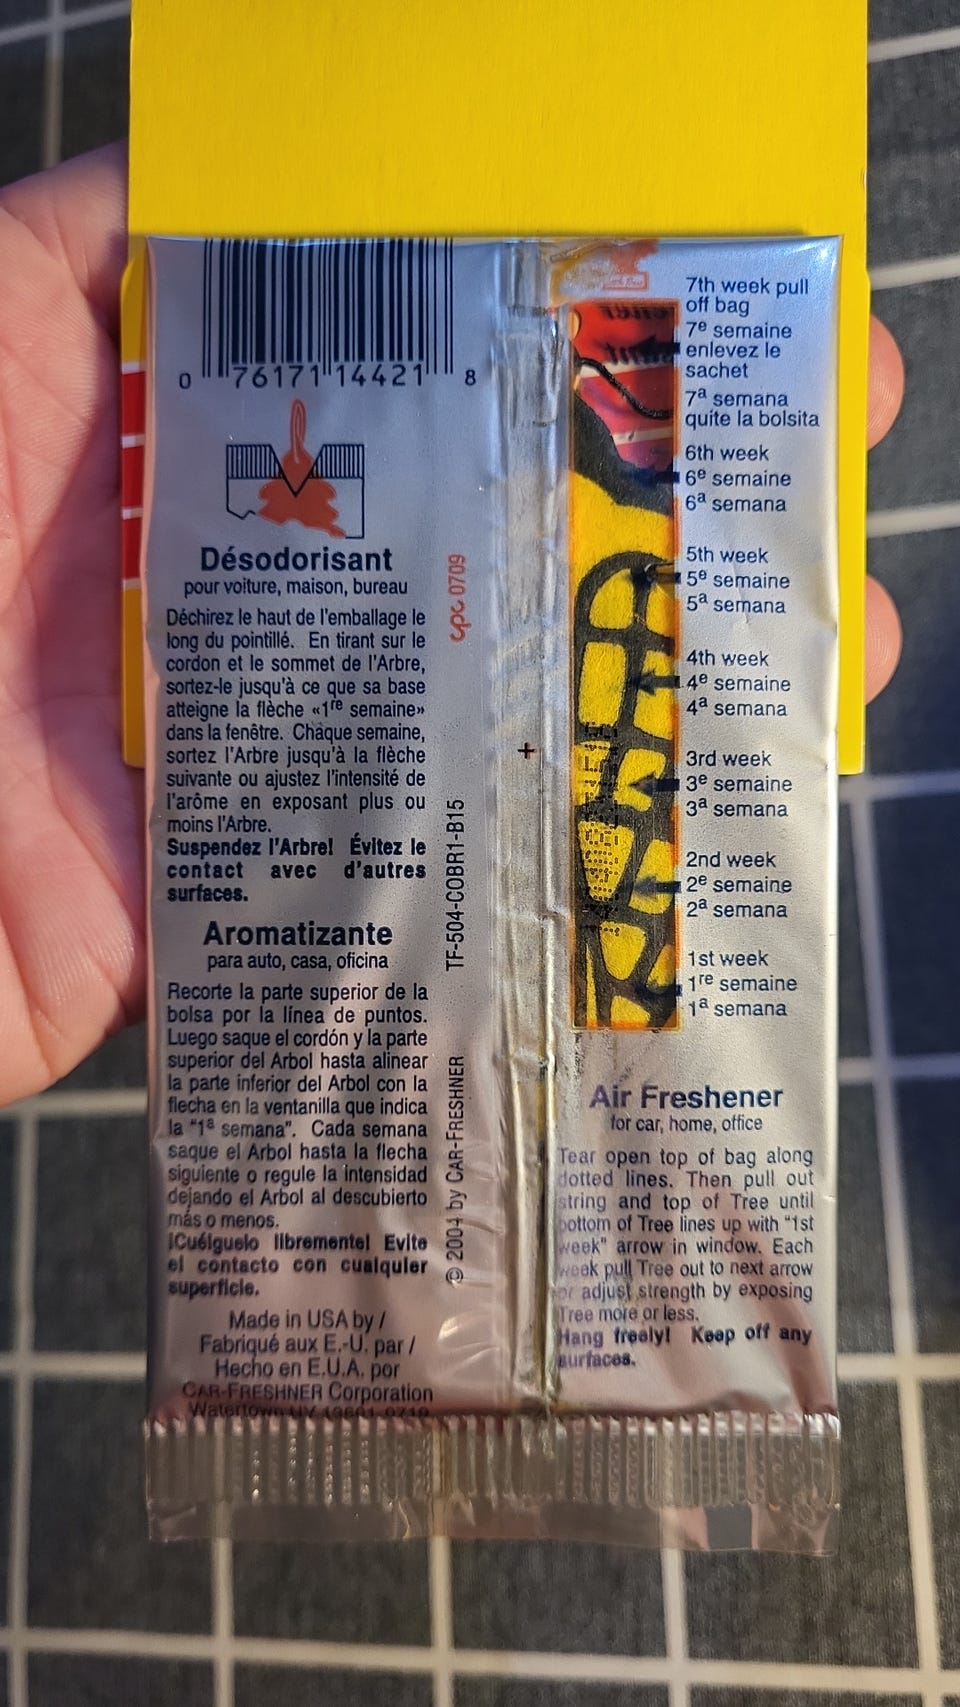 0 76171 14421 8
Désodorisant
pour voiture, maison, bureau
Déchirez le haut de l'emballage le
long du pointillé. En tirant sur le
cordon et le sommet de l'Arbre,
sortez-le jusqu'à ce que sa base
atteigne la flèche «1re semaine»
dans la fenêtre. Chaque semaine,
sortez l'Arbre jusqu'à la flèche
suivante ou ajustez l'intensité de
l'arôme en exposant plus ou
moins l'Arbre.
Suspendez l'Arbre! Évitez le
contact avec d'autres
surfaces.
Aromatizante
para auto, casa, oficina
Recorte la parte superior de la
bolsa por la línea de puntos.
Luego saque el cordón y la parte
superior del Arbol hasta alinear
la parte inferior del Arbol con la
flecha en la ventanilla que indica
la "1a semana". Cada semana
saque el Arbol hasta la flecha
siguiente o regule la intensidad
dejando el Arbol al descubierto
más o menos.
¡Cuélguelo libremente! Evite
el contacto con cualquier
superficie.
Made in USA by /
Fabriqué aux E.-U. par /
Hecho en E.U.A. por
CAR-FRESHNER Corporation
Watertown NY 13601-0719
cpc 0709
TF-504-COBR1-B15
© 2004 by CAR-FRESHNER
7th week pull
off bag
7e semaine
enlevez le
sachet
7a semana
quite la bolsita
6th week
6e semaine
6a semana
5th week
5e semaine
5a semana
4th week
4e semaine
4a semana
3rd week
3e semaine
3a semana
2nd week
2e semaine
2a semana
1st week
1re semaine
1a semana
Air Freshener
for car, home, office
Tear open top of bag along
dotted lines. Then pull out
string and top of Tree until
bottom of Tree lines up with "1st
week" arrow in window. Each
week pull Tree out to next arrow
or adjust strength by exposing
Tree more or less.
Hang freely! Keep off any
surfaces.